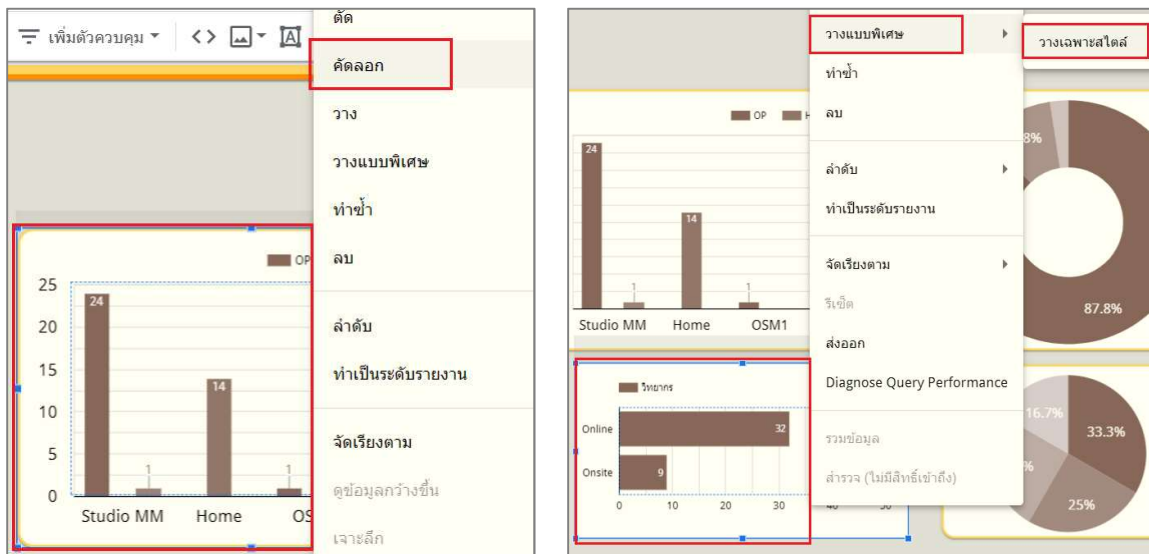 เพิ่มตัวควบคุม
ตัด
คัดลอก
วาง
วางแบบพิเศษ
ทำซ้ำ
ลบ
ลำดับ
ทำเป็นระดับรายงาน
จัดเรียงตาม
ดูข้อมูลกว้างขึ้น
เจาะลึก
OP
25
20
15
10
5
0
24
1
14
1
Studio MM Home OS
วางแบบพิเศษ
วางเฉพาะสไตล์
ทำซ้ำ
ลบ
ลำดับ
ทำเป็นระดับรายงาน
จัดเรียงตาม
รีเซ็ต
ส่งออก
Diagnose Query Performance
รวมข้อมูล
สำรวจ (ไม่มีสิทธิ์เข้าถึง)
OP H
24
1
14
1
Studio MM Home OSM1
วิทยากร
Online 32
Onsite 9
0 10 20 30 40 50
8%
87.8%
16.7%
33.3%
%
25%